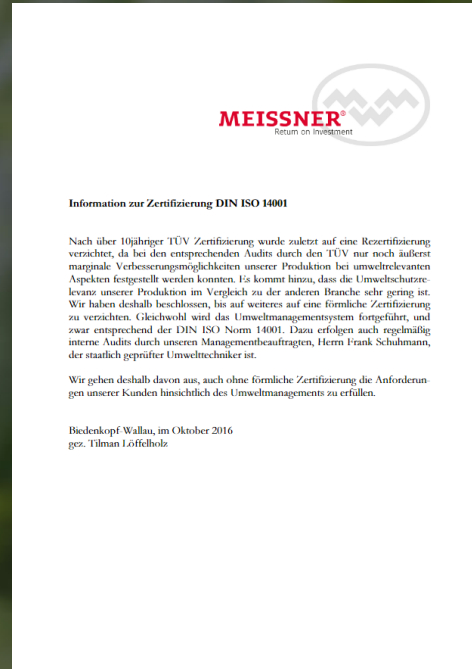 MEISSNER®
Return on Investment
Information zur Zertifizierung DIN ISO 14001
Nach über 10jähriger TÜV Zertifizierung wurde zuletzt auf eine Rezertifizierung
verzichtet, da bei den entsprechenden Audits durch den TÜV nur noch äußerst
marginale Verbesserungsmöglichkeiten unserer Produktion bei umweltrelevanten
Aspekten festgestellt werden konnten. Es kommt hinzu, dass die Umweltschutzre-
levanz unserer Produktion im Vergleich zu der anderen Branche sehr gering ist.
Wir haben deshalb beschlossen, bis auf weiteres auf eine förmliche Zertifizierung
zu verzichten. Gleichwohl wird das Umweltmanagementsystem fortgeführt, und
zwar entsprechend der DIN ISO Norm 14001. Dazu erfolgen auch regelmäßig
interne Audits durch unseren Managementbeauftragten, Herrn Frank Schuhmann,
der staatlich geprüfter Umwelttechniker ist.
Wir gehen deshalb davon aus, auch ohne förmliche Zertifizierung die Anforderun-
gen unserer Kunden hinsichtlich des Umweltmanagements zu erfüllen.
Biedenkopf-Wallau, im Oktober 2016
gez. Tilman Löffelholz